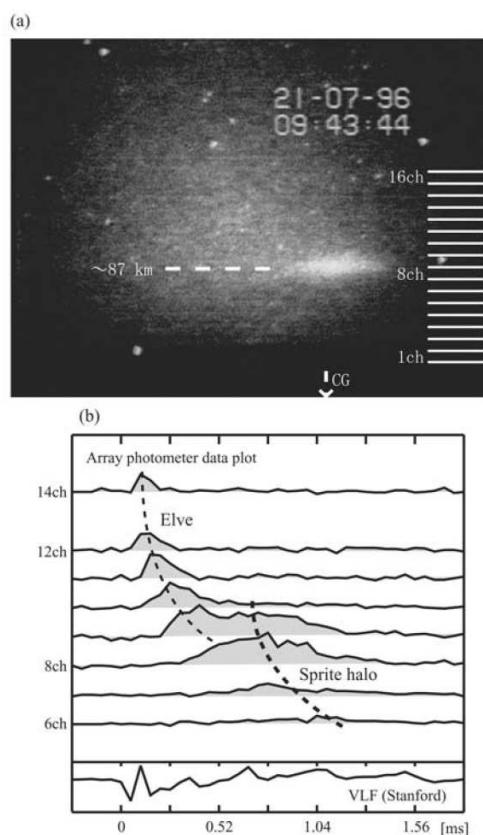 (a)
21-07-96
09:43:44
16ch
~87 km
8ch
1ch
CG
(b)
Array photometer data plot
14ch
Elve
12ch
8ch
Sprite halo
6ch
VLF (Stanford)
0 0.52 1.04 1.56 [ms]